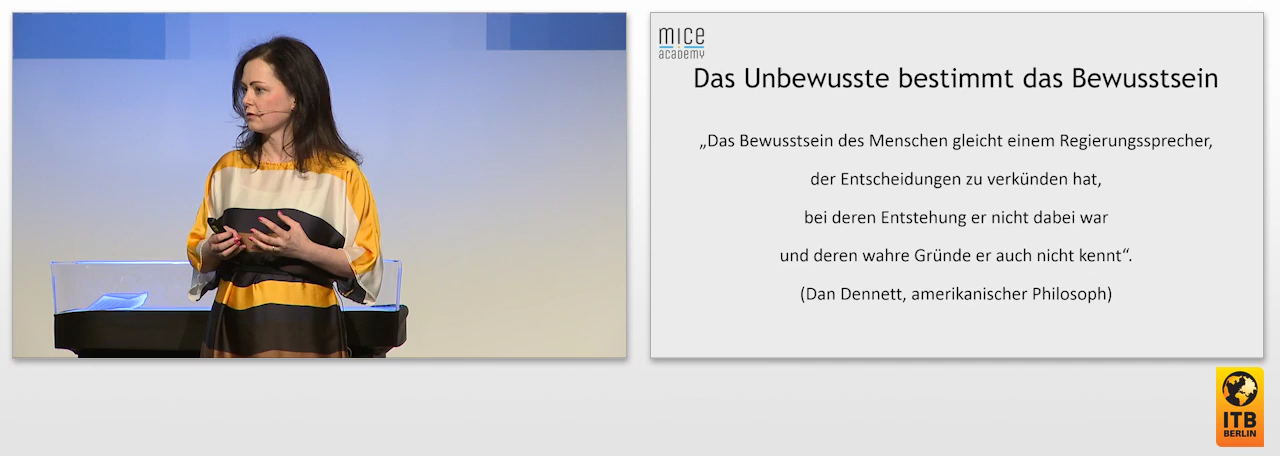 mice
academy
Das Unbewusste bestimmt das Bewusstsein
„Das Bewusstsein des Menschen gleicht einem Regierungssprecher,
der Entscheidungen zu verkünden hat,
bei deren Entstehung er nicht dabei war
und deren wahre Gründe er auch nicht kennt“.
(Dan Dennett, amerikanischer Philosoph)
ITB
BERLIN